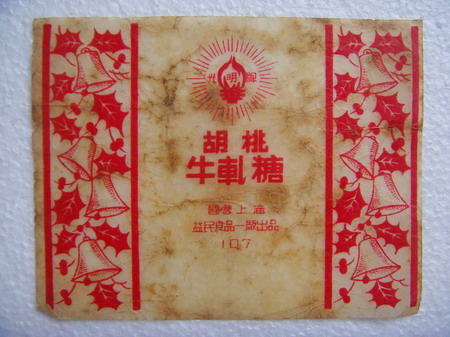 光明牌
胡桃
牛軋糖
國營上海
益民食品一廠出品
107